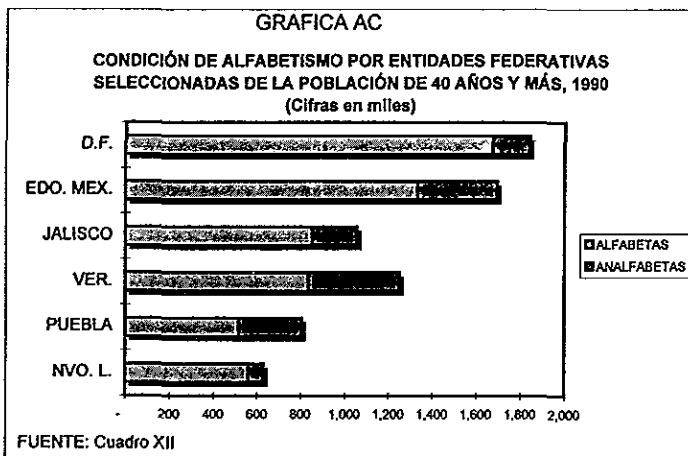 GRAFICA AC
CONDICIÓN DE ALFABETISMO POR ENTIDADES FEDERATIVAS
SELECCIONADAS DE LA POBLACIÓN DE 40 AÑOS Y MÁS, 1990
(Cifras en miles)
D.F.
EDO. MEX.
JALISCO
VER.
PUEBLA
NVO. L.
ALFABETAS
ANALFABETAS
- 200 400 600 800 1,000 1,200 1,400 1,600 1,800 2,000
FUENTE: Cuadro XII